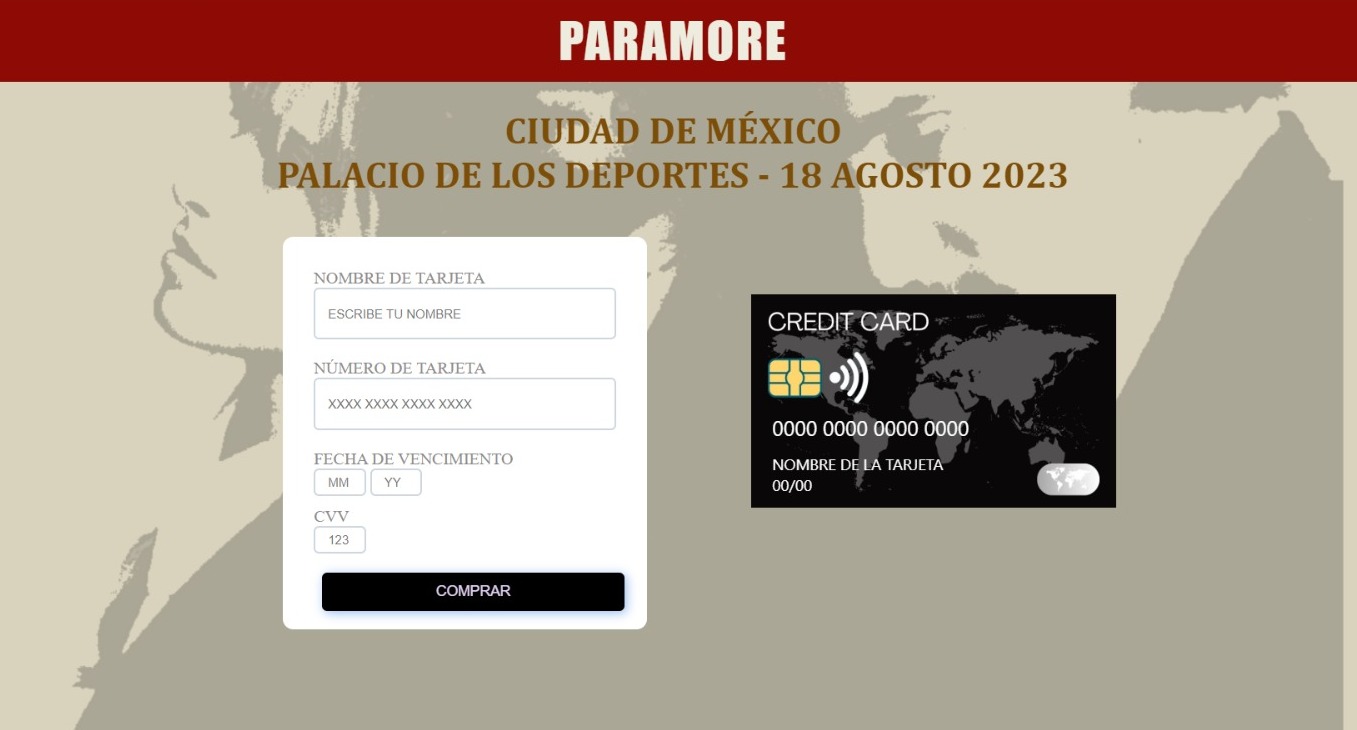 PARAMORE
CIUDAD DE MÉXICO
PALACIO DE LOS DEPORTES - 18 AGOSTO 2023
NOMBRE DE TARJETA
ESCRIBE TU NOMBRE
NÚMERO DE TARJETA
XXXX XXXX XXXX XXXX
FECHA DE VENCIMIENTO
MM YY
CVV
123
COMPRAR
CREDIT CARD
0000 0000 0000 0000
NOMBRE DE LA TARJETA
00/00